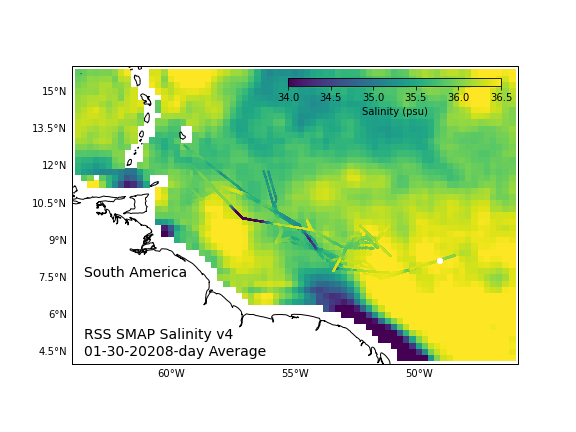 15°N
13.5°N
12°N
10.5°N
9°N
7.5°N
6°N
4.5°N
34.0 34.5 35.0 35.5 36.0 36.5
Salinity (psu)
South America
RSS SMAP Salinity v4
01-30-20208-day Average
60°W 55°W 50°W